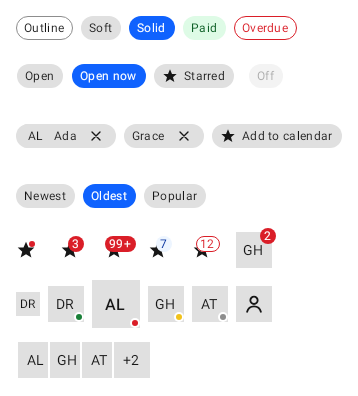 Outline Soft Solid Paid Overdue
Open Open now Starred Off
AL Ada Grace Add to calendar
Newest Oldest Popular
3 99+ 7 12 GH 2
DR DR AL GH AT
AL GH AT +2